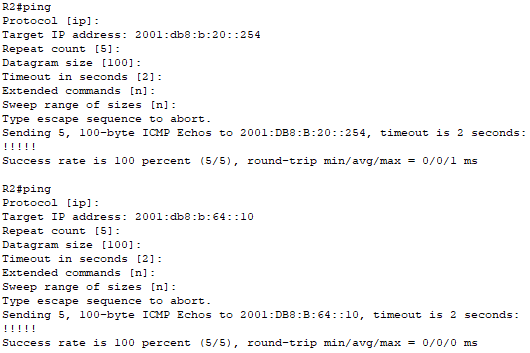 R2#ping
Protocol [ip]:
Target IP address: 2001:db8:b:20::254
Repeat count [5]:
Datagram size [100]:
Timeout in seconds [2]:
Extended commands [n]:
Sweep range of sizes [n]:
Type escape sequence to abort.
Sending 5, 100-byte ICMP Echos to 2001:DB8:B:20::254, timeout is 2 seconds:
!!!!!
Success rate is 100 percent (5/5), round-trip min/avg/max = 0/0/1 ms
R2#ping
Protocol [ip]:
Target IP address: 2001:db8:b:64::10
Repeat count [5]:
Datagram size [100]:
Timeout in seconds [2]:
Extended commands [n]:
Sweep range of sizes [n]:
Type escape sequence to abort.
Sending 5, 100-byte ICMP Echos to 2001:DB8:B:64::10, timeout is 2 seconds:
!!!!!
Success rate is 100 percent (5/5), round-trip min/avg/max = 0/0/0 ms